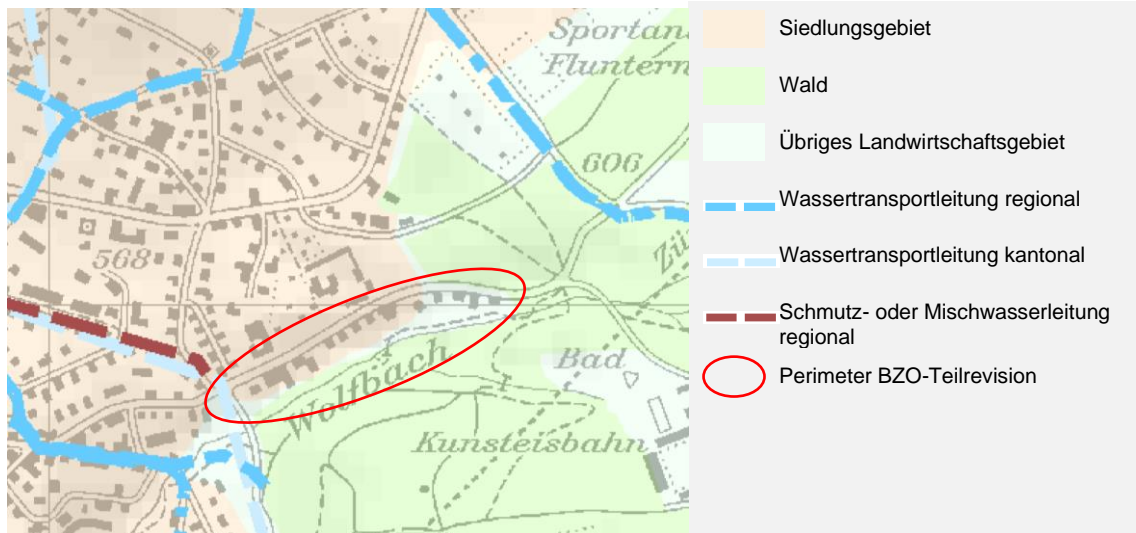 Sportan
Fluntern
606
Zü
568
Wolfbach
Bad
Kunsteisbahn
Siedlungsgebiet
Wald
Übriges Landwirtschaftsgebiet
Wassertransportleitung regional
Wassertransportleitung kantonal
Schmutz- oder Mischwasserleitung
regional
Perimeter BZO-Teilrevision